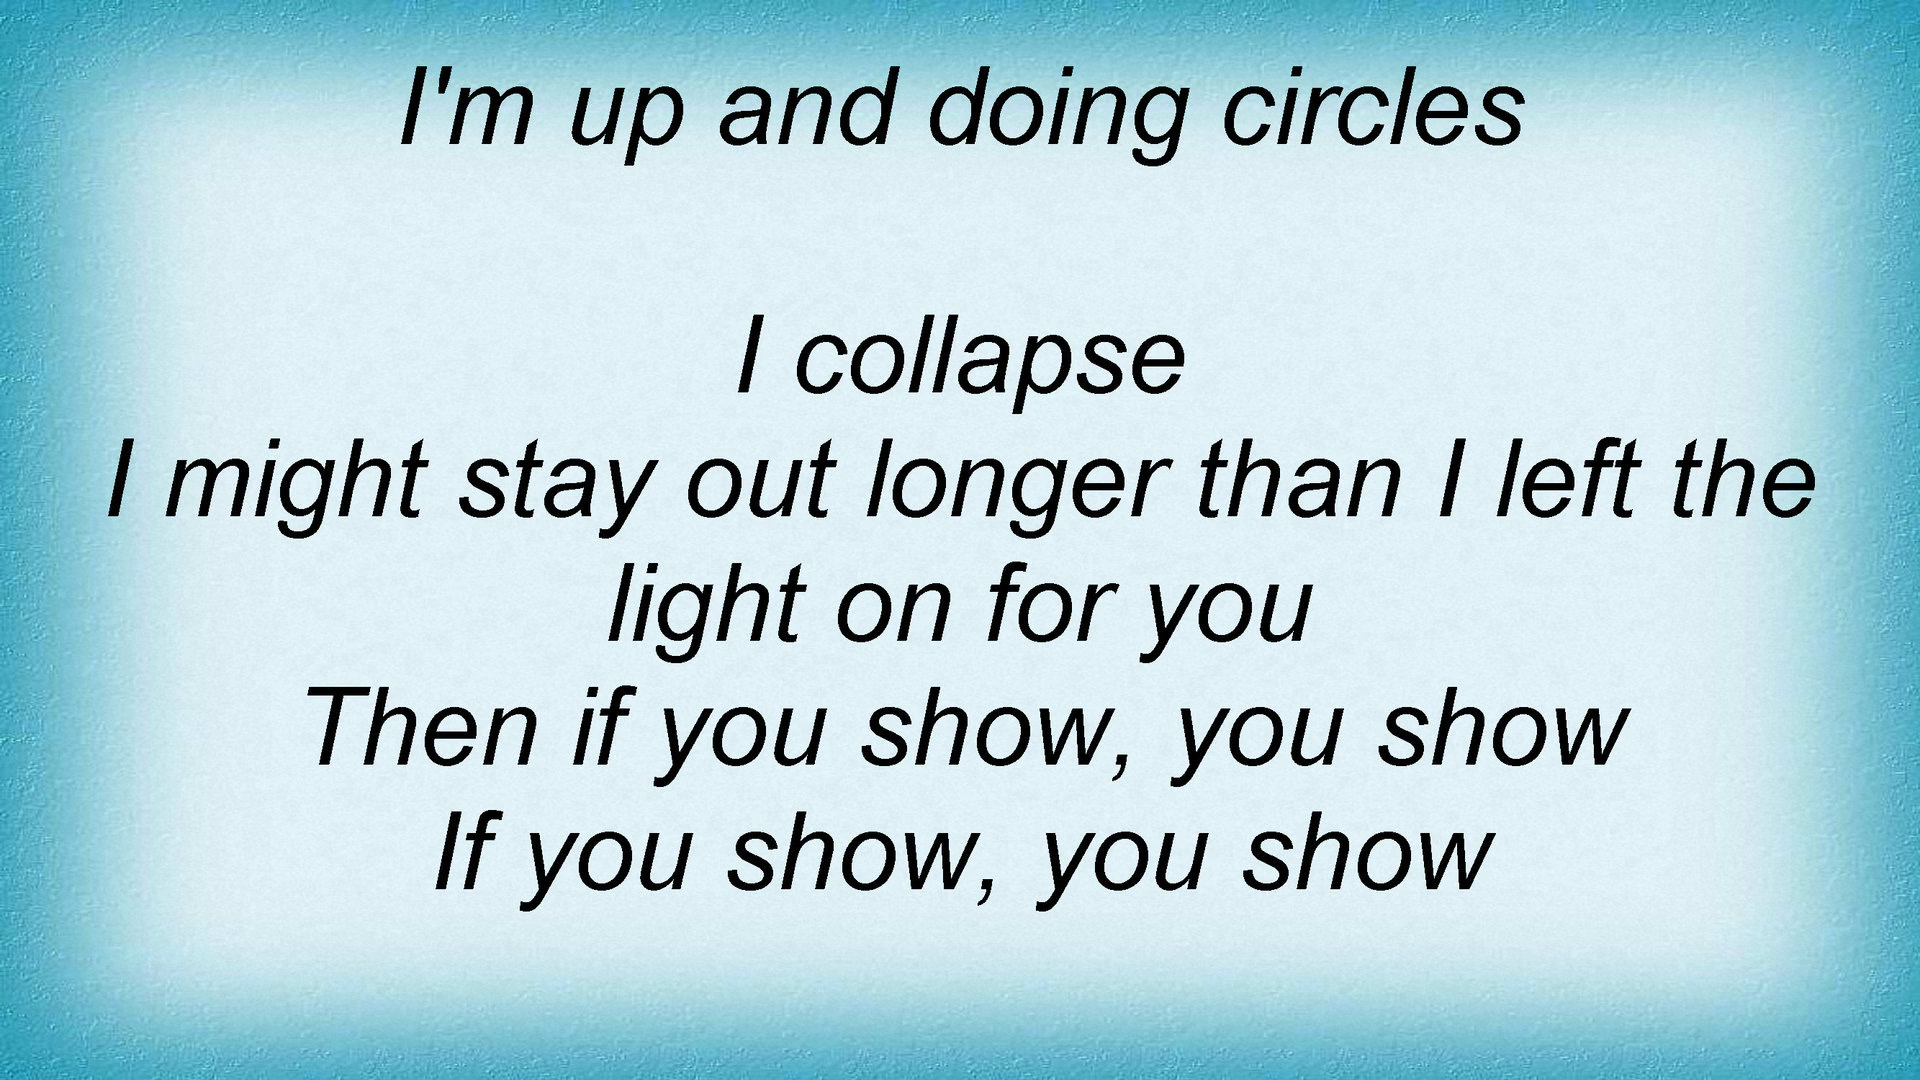 I'm up and doing circles
I collapse
I might stay out longer than I left the
light on for you
Then if you show, you show
If you show, you show